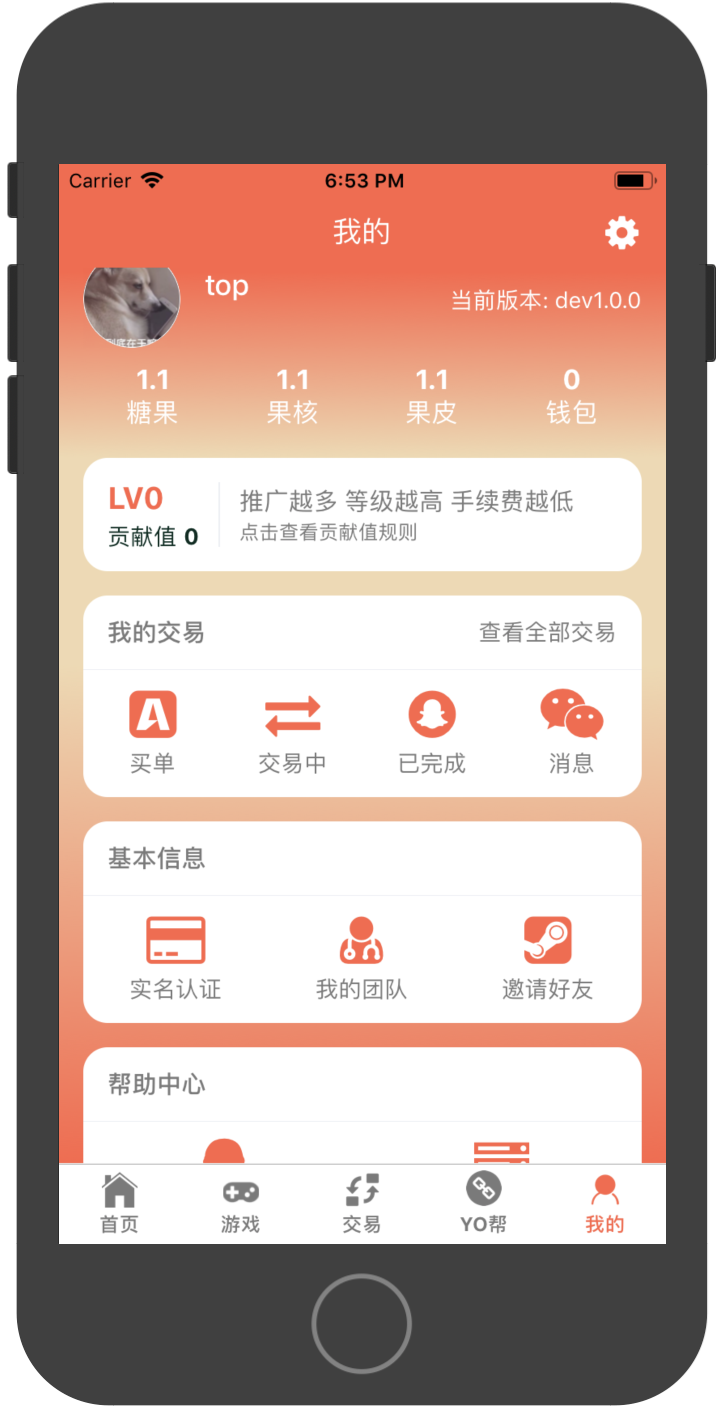 Carrier 6:53 PM
我的
top
当前版本: dev1.0.0
1.1 1.1 1.1 0
糖果 果核 果皮 钱包
LV0
贡献值 0
推广越多 等级越高 手续费越低
点击查看贡献值规则
我的交易 查看全部交易
买单 交易中 已完成 消息
基本信息
实名认证 我的团队 邀请好友
帮助中心
首页 游戏 交易 YO帮 我的